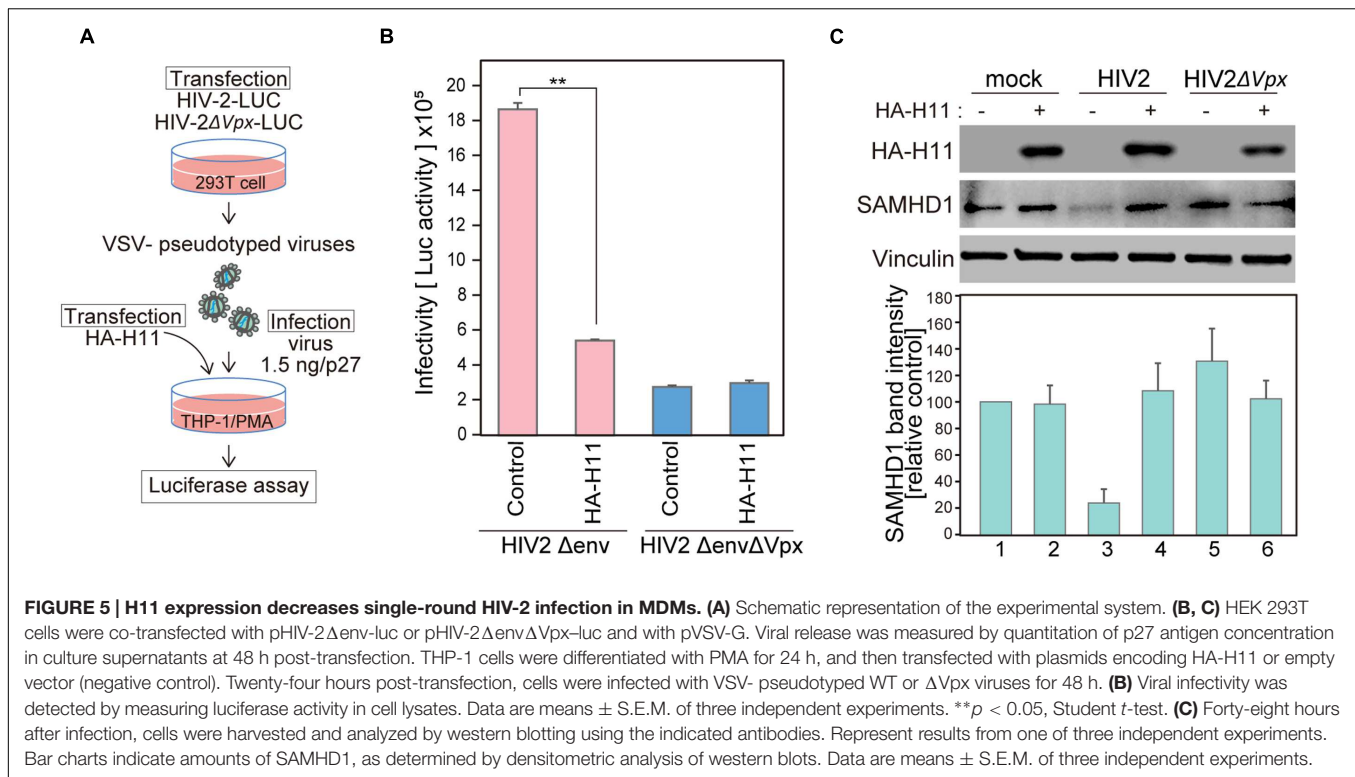 A
Transfection
HIV-2-LUC
HIV-2ΔVpx-LUC
293T cell
VSV- pseudotyped viruses
Transfection
HA-H11
Infection
virus
1.5 ng/p27
THP-1/PMA
Luciferase assay
B
Infectivity [ Luc activity ] x10⁵
20
18
16
14
12
10
8
6
4
2
0
**
Control
HA-H11
Control
HA-H11
HIV2 Δenv
HIV2 ΔenvΔVpx
C
mock HIV2 HIV2ΔVpx
HA-H11 : - + - + - +
HA-H11
SAMHD1
Vinculin
SAMHD1 band intensity
[relative control]
180
160
140
120
100
80
60
40
20
0
1 2 3 4 5 6
FIGURE 5 | H11 expression decreases single-round HIV-2 infection in MDMs. (A) Schematic representation of the experimental system. (B, C) HEK 293T
cells were co-transfected with pHIV-2Δenv-luc or pHIV-2ΔenvΔVpx–luc and with pVSV-G. Viral release was measured by quantitation of p27 antigen concentration
in culture supernatants at 48 h post-transfection. THP-1 cells were differentiated with PMA for 24 h, and then transfected with plasmids encoding HA-H11 or empty
vector (negative control). Twenty-four hours post-transfection, cells were infected with VSV- pseudotyped WT or ΔVpx viruses for 48 h. (B) Viral infectivity was
detected by measuring luciferase activity in cell lysates. Data are means ± S.E.M. of three independent experiments. **p < 0.05, Student t-test. (C) Forty-eight hours
after infection, cells were harvested and analyzed by western blotting using the indicated antibodies. Represent results from one of three independent experiments.
Bar charts indicate amounts of SAMHD1, as determined by densitometric analysis of western blots. Data are means ± S.E.M. of three independent experiments.